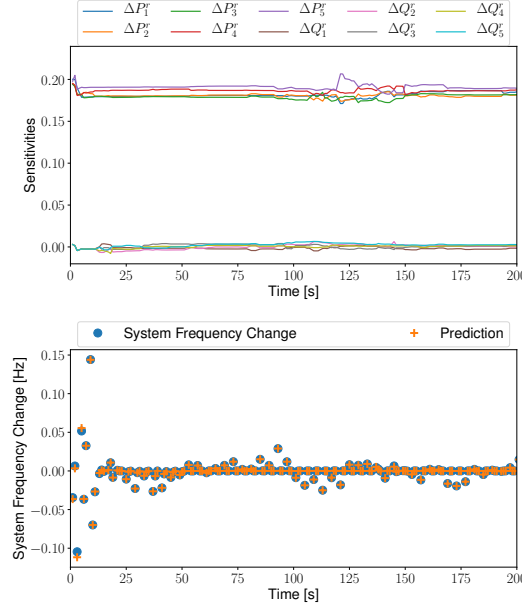 ΔP₁ʳ ΔP₃ʳ ΔP₅ʳ ΔQ₂ʳ ΔQ₄ʳ
ΔP₂ʳ ΔP₄ʳ ΔQ₁ʳ ΔQ₃ʳ ΔQ₅ʳ
Sensitivities
0.20
0.15
0.10
0.05
0.00
0 25 50 75 100 125 150 175 200
Time [s]
System Frequency Change Prediction
System Frequency Change [Hz]
0.15
0.10
0.05
0.00
−0.05
−0.10
0 25 50 75 100 125 150 175 200
Time [s]